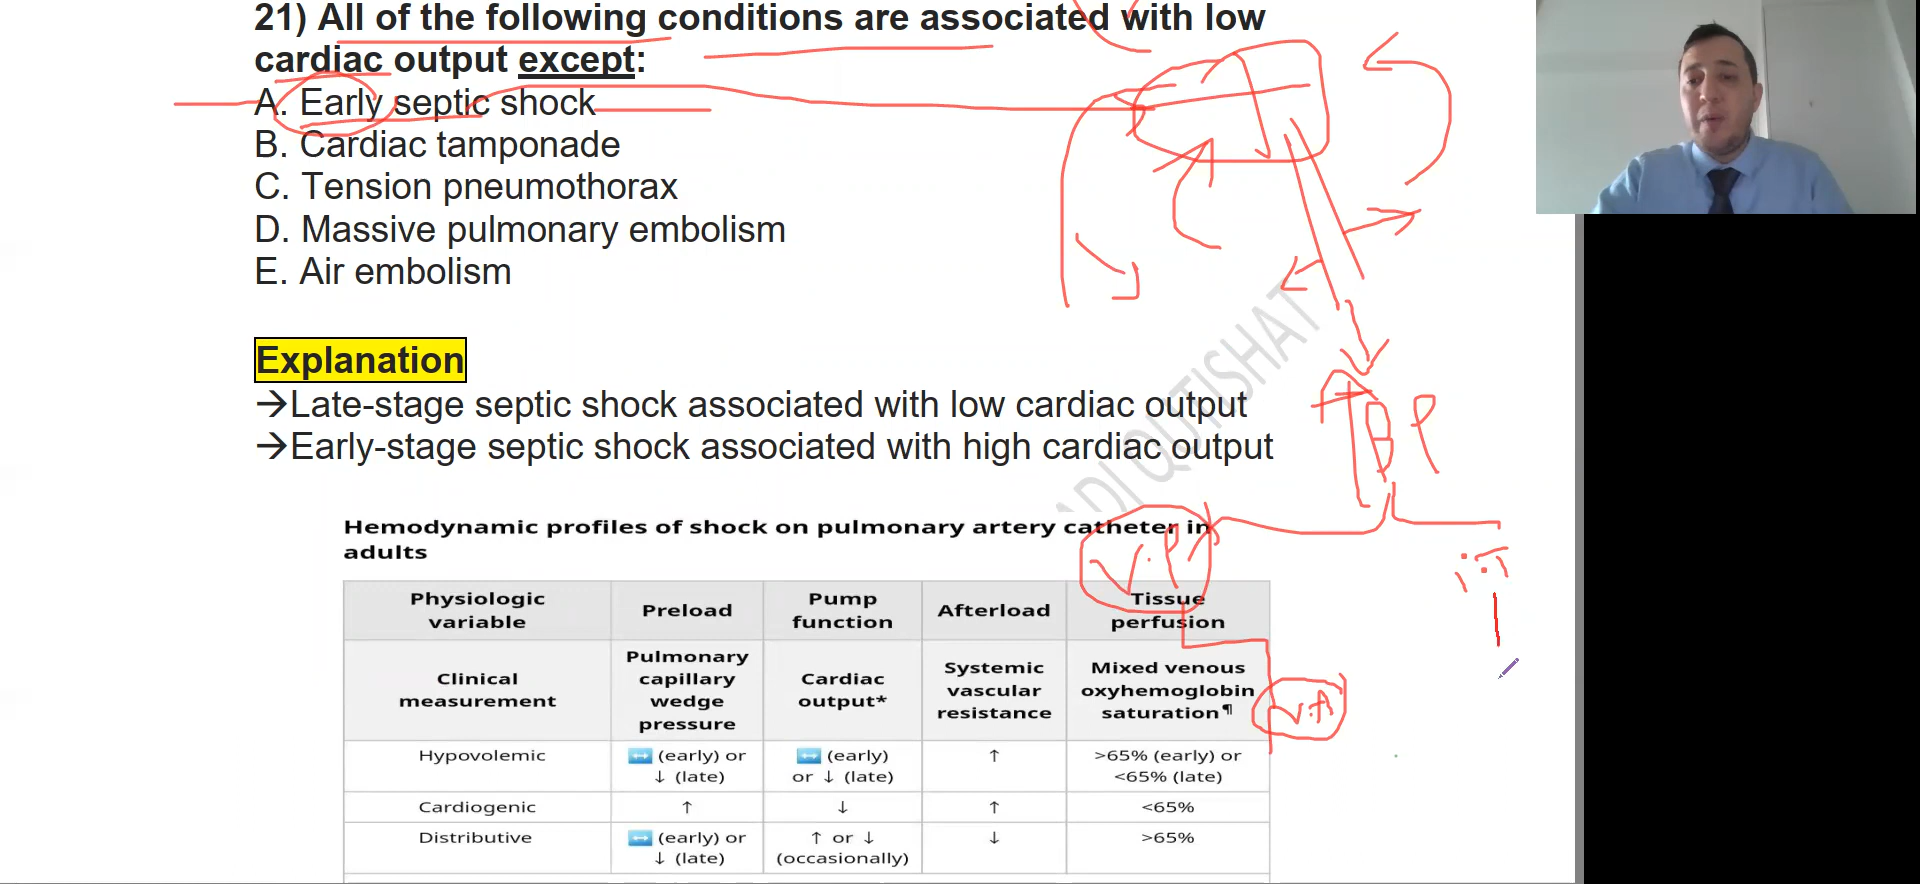 21) All of the following conditions are associated with low
cardiac output except:
A. Early septic shock
B. Cardiac tamponade
C. Tension pneumothorax
D. Massive pulmonary embolism
E. Air embolism
Explanation
→Late-stage septic shock associated with low cardiac output
→Early-stage septic shock associated with high cardiac output
ADI QUTISHAT
BP
V.P
V.A
Hemodynamic profiles of shock on pulmonary artery catheter in
adults
Physiologic
variable
Preload
Pump
function
Afterload
Tissue
perfusion
Clinical
measurement
Pulmonary
capillary
wedge
pressure
Cardiac
output*
Systemic
vascular
resistance
Mixed venous
oxyhemoglobin
saturation¶
Hypovolemic
↔ (early) or
↓ (late)
↔ (early)
or ↓ (late)
↑
>65% (early) or
<65% (late)
Cardiogenic
↑
↓
↑
<65%
Distributive
↔ (early) or
↓ (late)
↑ or ↓
(occasionally)
↓
>65%